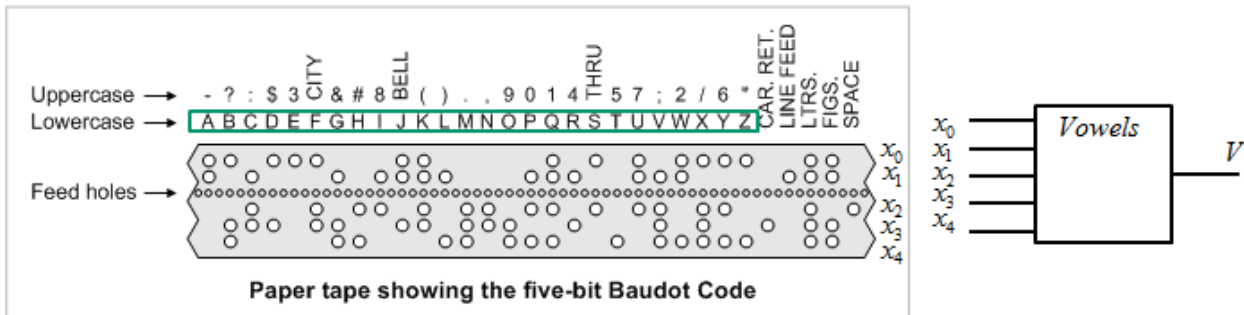 CITY BELL THRU CAR. RET. LINE FEED LTRS. FIGS. SPACE
Uppercase - ? : $ 3 & # 8 ( ) . , 9 0 1 4 5 7 ; 2 / 6 "
Lowercase A B C D E F G H I J K L M N O P Q R S T U V W X Y Z
x0
x1
Feed holes
x2
x3
x4
Paper tape showing the five-bit Baudot Code
x0
x1
x2
x3
x4
Vowels
V